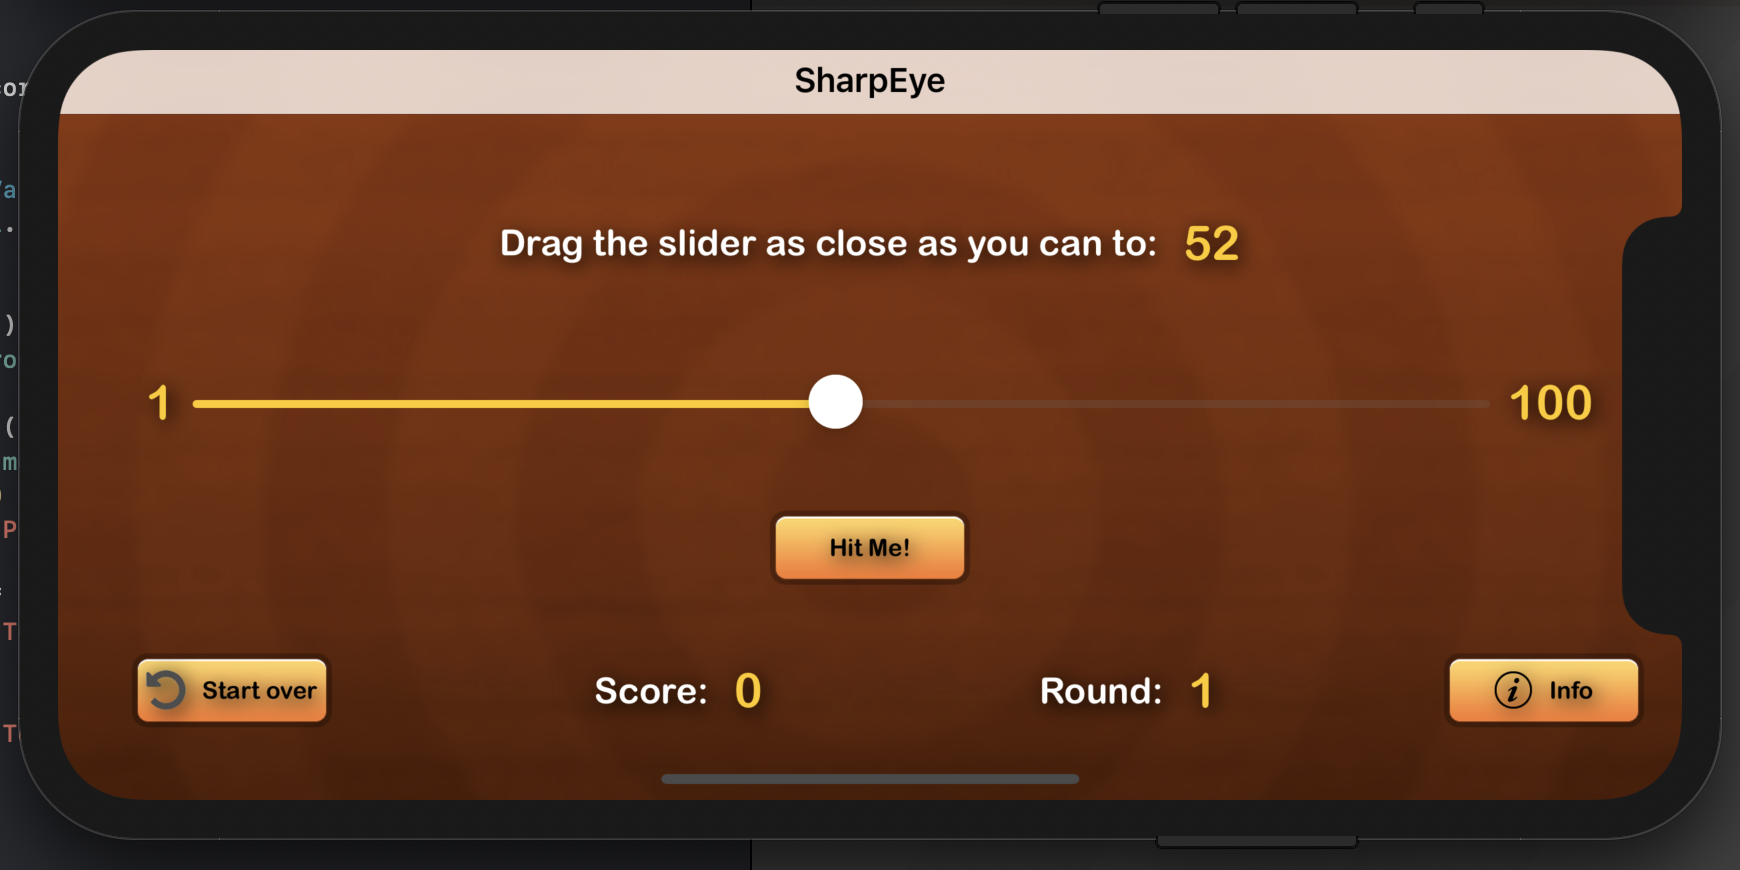 SharpEye
Drag the slider as close as you can to: 52
1 100
Hit Me!
Start over Score: 0 Round: 1 Info